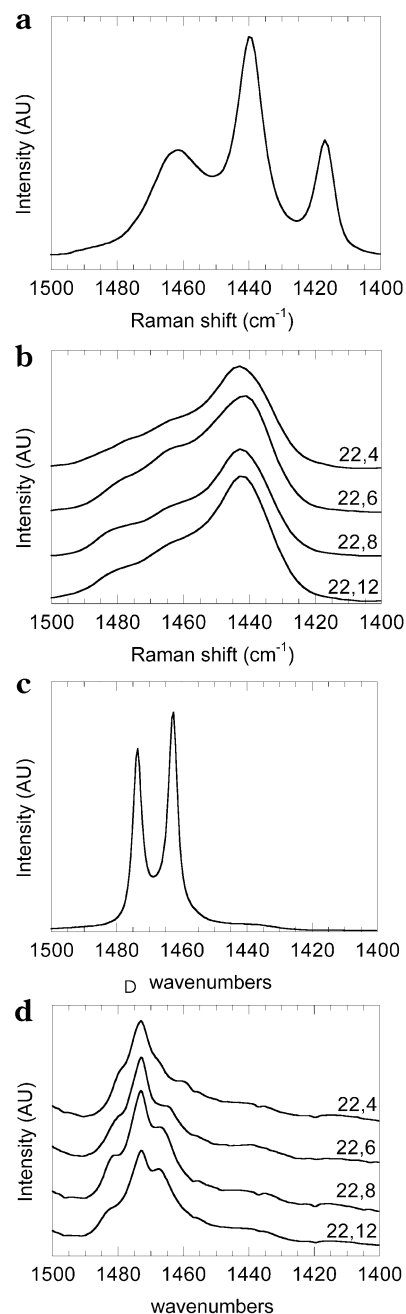 a
Intensity (AU)
1500 1480 1460 1440 1420 1400
Raman shift (cm⁻¹)
b
Intensity (AU)
22,4
22,6
22,8
22,12
1500 1480 1460 1440 1420 1400
Raman shift (cm⁻¹)
c
Intensity (AU)
1500 1480 1460 1440 1420 1400
D wavenumbers
d
Intensity (AU)
22,4
22,6
22,8
22,12
1500 1480 1460 1440 1420 1400
wavenumbers